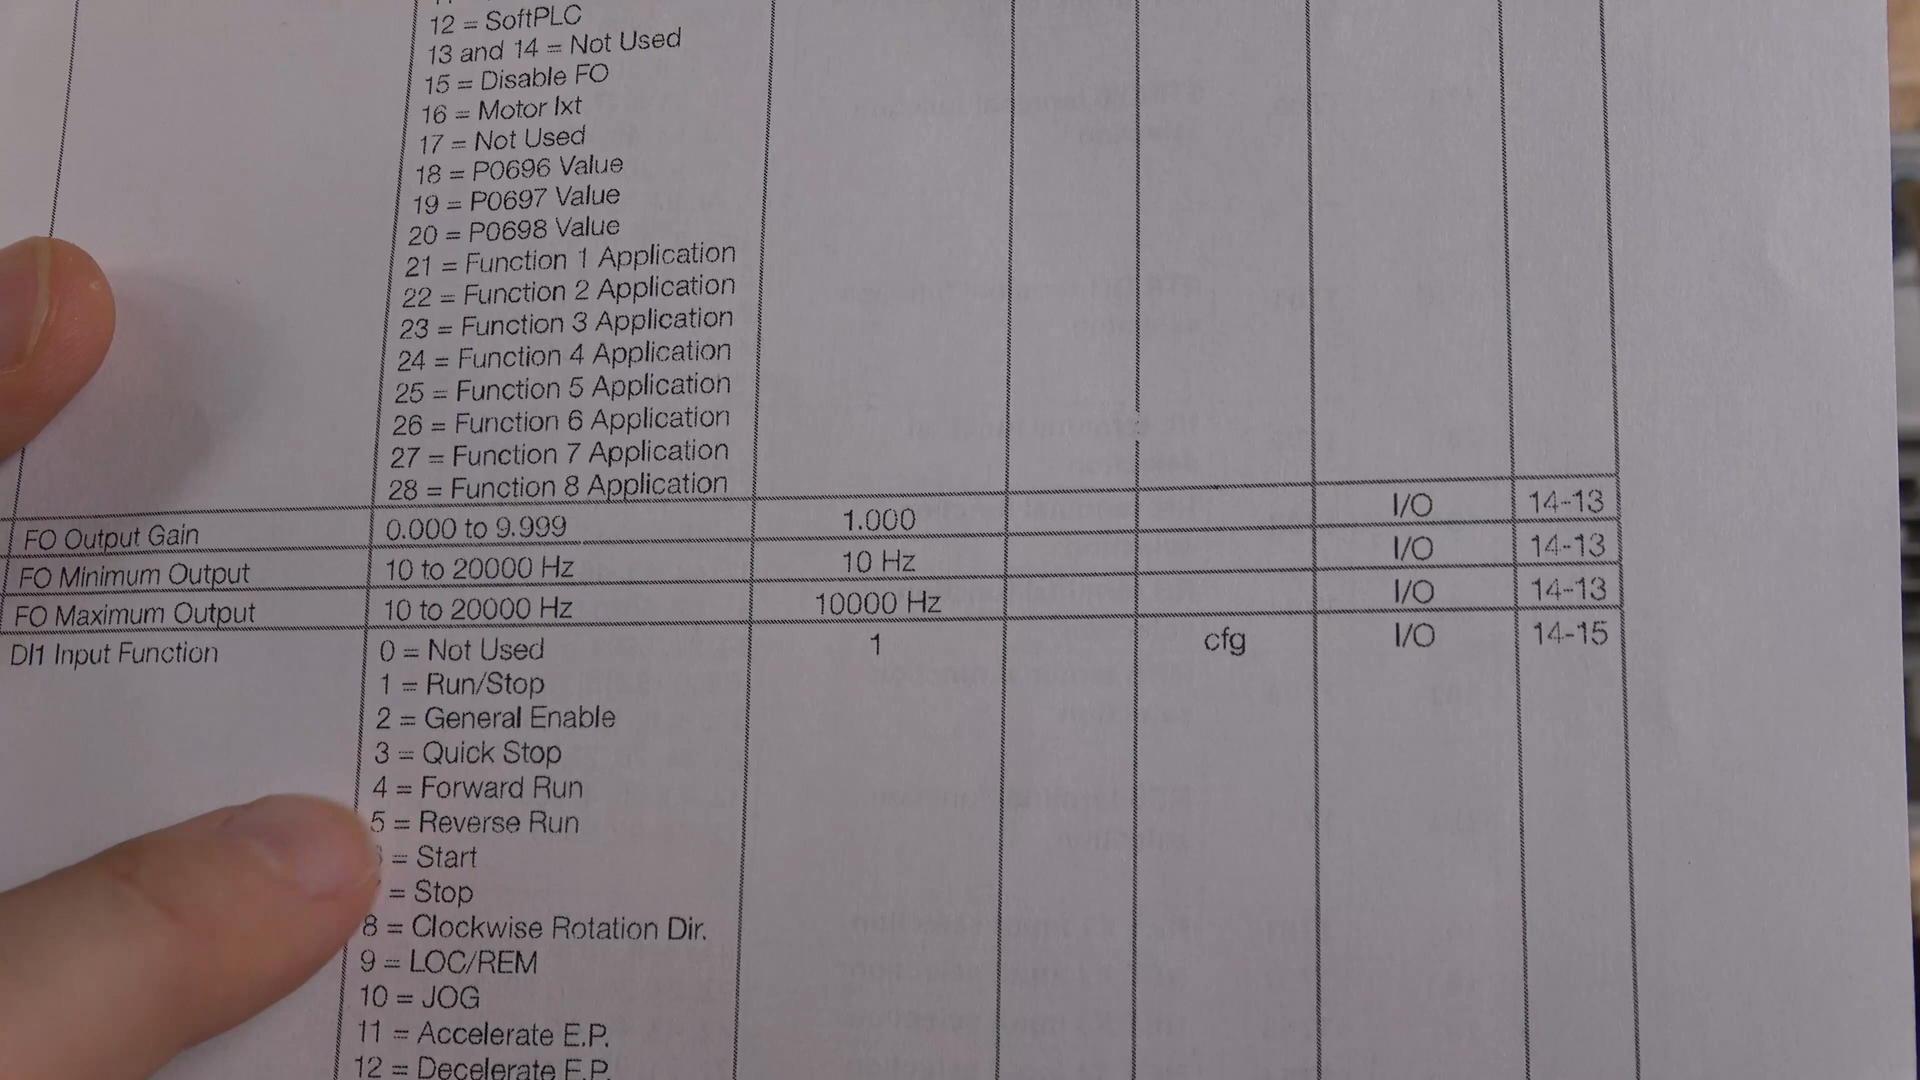 12 = SoftPLC
13 and 14 = Not Used
15 = Disable FO
16 = Motor Ixt
17 = Not Used
18 = P0696 Value
19 = P0697 Value
20 = P0698 Value
21 = Function 1 Application
22 = Function 2 Application
23 = Function 3 Application
24 = Function 4 Application
25 = Function 5 Application
26 = Function 6 Application
27 = Function 7 Application
28 = Function 8 Application
FO Output Gain 0.000 to 9.999 1.000 I/O 14-13
FO Minimum Output 10 to 20000 Hz 10 Hz I/O 14-13
FO Maximum Output 10 to 20000 Hz 10000 Hz I/O 14-13
DI1 Input Function 0 = Not Used 1 cfg I/O 14-15
1 = Run/Stop
2 = General Enable
3 = Quick Stop
4 = Forward Run
5 = Reverse Run
= Start
= Stop
8 = Clockwise Rotation Dir.
9 = LOC/REM
10 = JOG
11 = Accelerate E.P.
12 = Decelerate E.P.